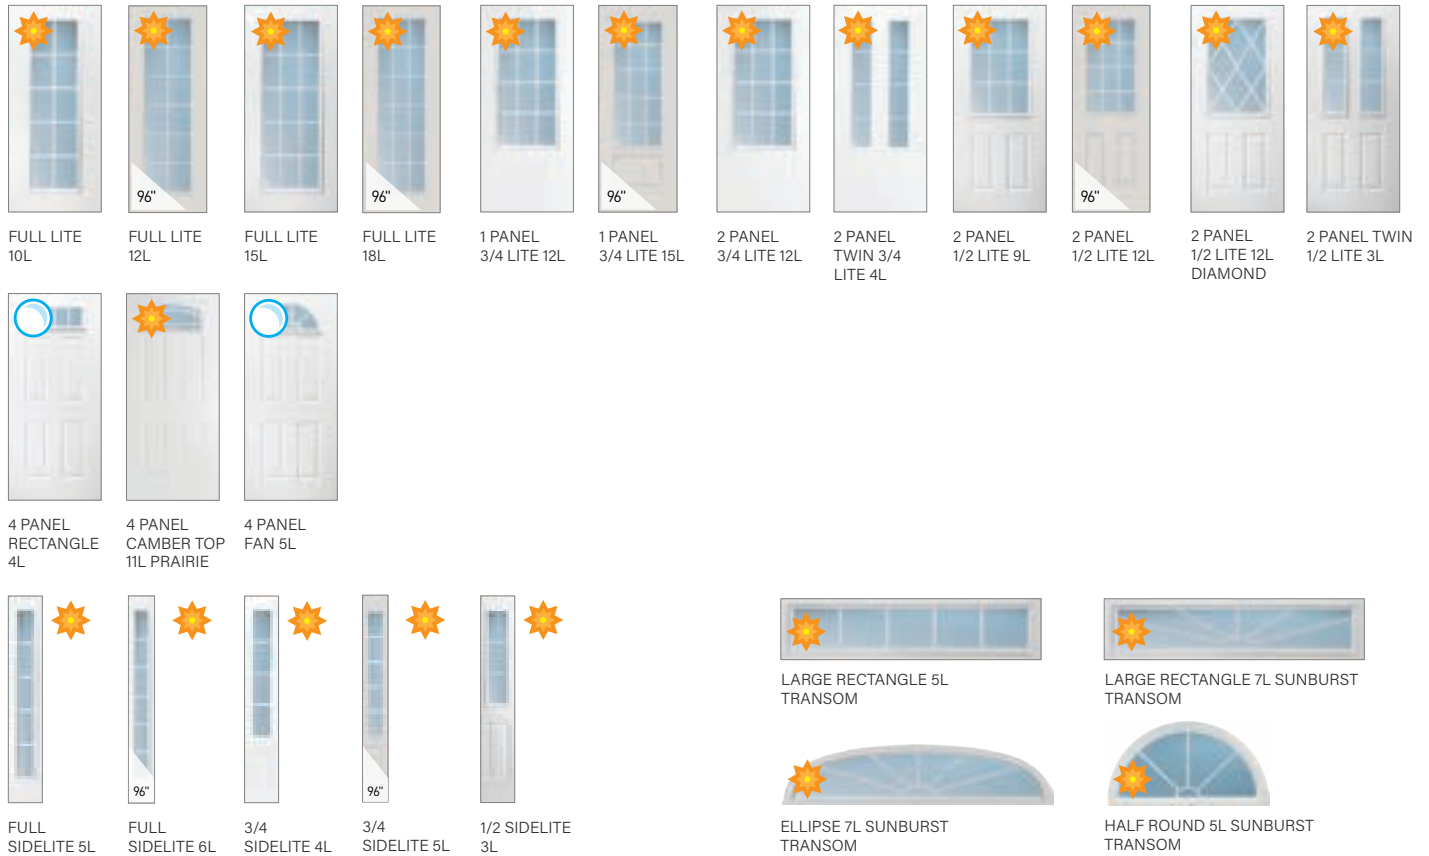 96"
96"
96"
96"
FULL LITE
10L
FULL LITE
12L
FULL LITE
15L
FULL LITE
18L
1 PANEL
3/4 LITE 12L
1 PANEL
3/4 LITE 15L
2 PANEL
3/4 LITE 12L
2 PANEL
TWIN 3/4
LITE 4L
2 PANEL
1/2 LITE 9L
2 PANEL
1/2 LITE 12L
2 PANEL
1/2 LITE 12L
DIAMOND
2 PANEL TWIN
1/2 LITE 3L
4 PANEL
RECTANGLE
4L
4 PANEL
CAMBER TOP
11L PRAIRIE
4 PANEL
FAN 5L
96"
96"
FULL
SIDELITE 5L
FULL
SIDELITE 6L
3/4
SIDELITE 4L
3/4
SIDELITE 5L
1/2 SIDELITE
3L
LARGE RECTANGLE 5L
TRANSOM
LARGE RECTANGLE 7L SUNBURST
TRANSOM
ELLIPSE 7L SUNBURST
TRANSOM
HALF ROUND 5L SUNBURST
TRANSOM